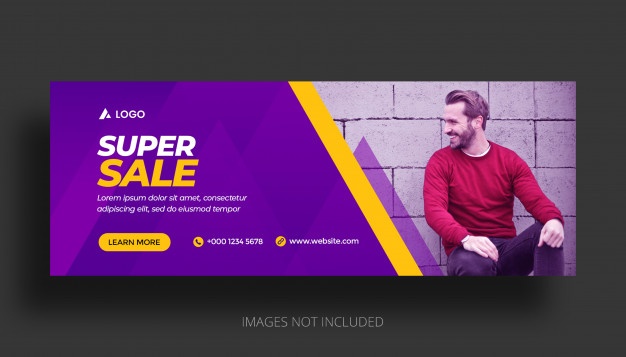 LOGO
SUPER
SALE
Lorem ipsum dolor sit amet, consectetur
adipiscing elit, sed do eiusmod tempor
LEARN MORE
+000 1234 5678
www.website.com
IMAGES NOT INCLUDED